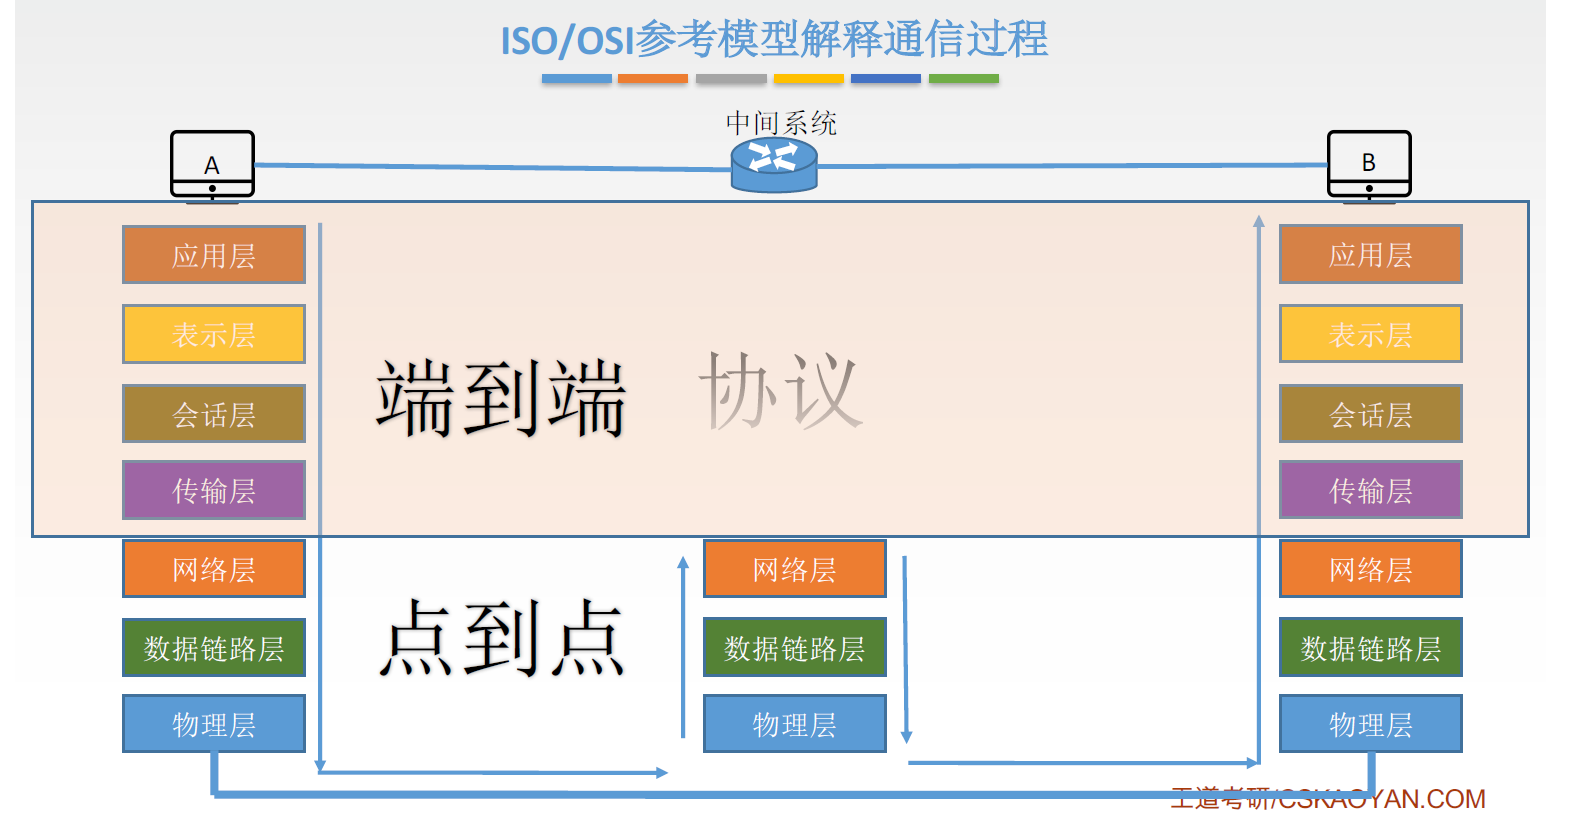 ISO/OSI参考模型解释通信过程
中间系统
A
B
应用层
应用层
表示层
表示层
端到端 协议
会话层
会话层
传输层
传输层
网络层
网络层
网络层
点到点
数据链路层
数据链路层
数据链路层
物理层
物理层
物理层
王道考研/CSKAOYAN.COM